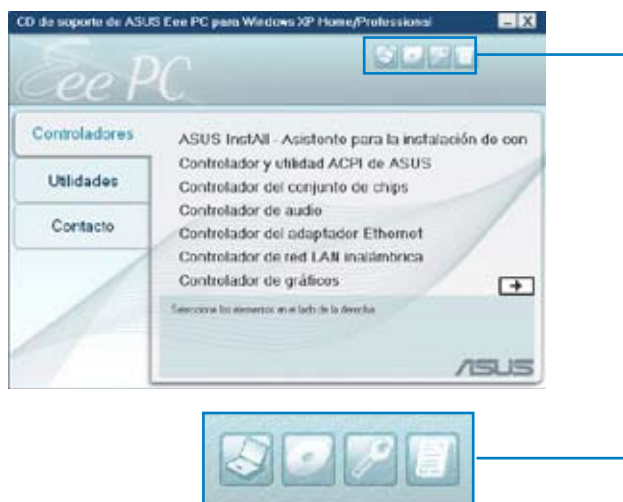 CD de soporte de ASUS Eee PC para Windows XP Home/Professional
Eee PC
Controladores
Utilidades
Contacto
ASUS InstAll - Asistente para la instalación de con
Controlador y utilidad ACPI de ASUS
Controlador del conjunto de chips
Controlador de audio
Controlador del adaptador Ethernet
Controlador de red LAN inalámbrica
Controlador de gráficos
Seleccione los elementos en el lado de la derecha
ASUS